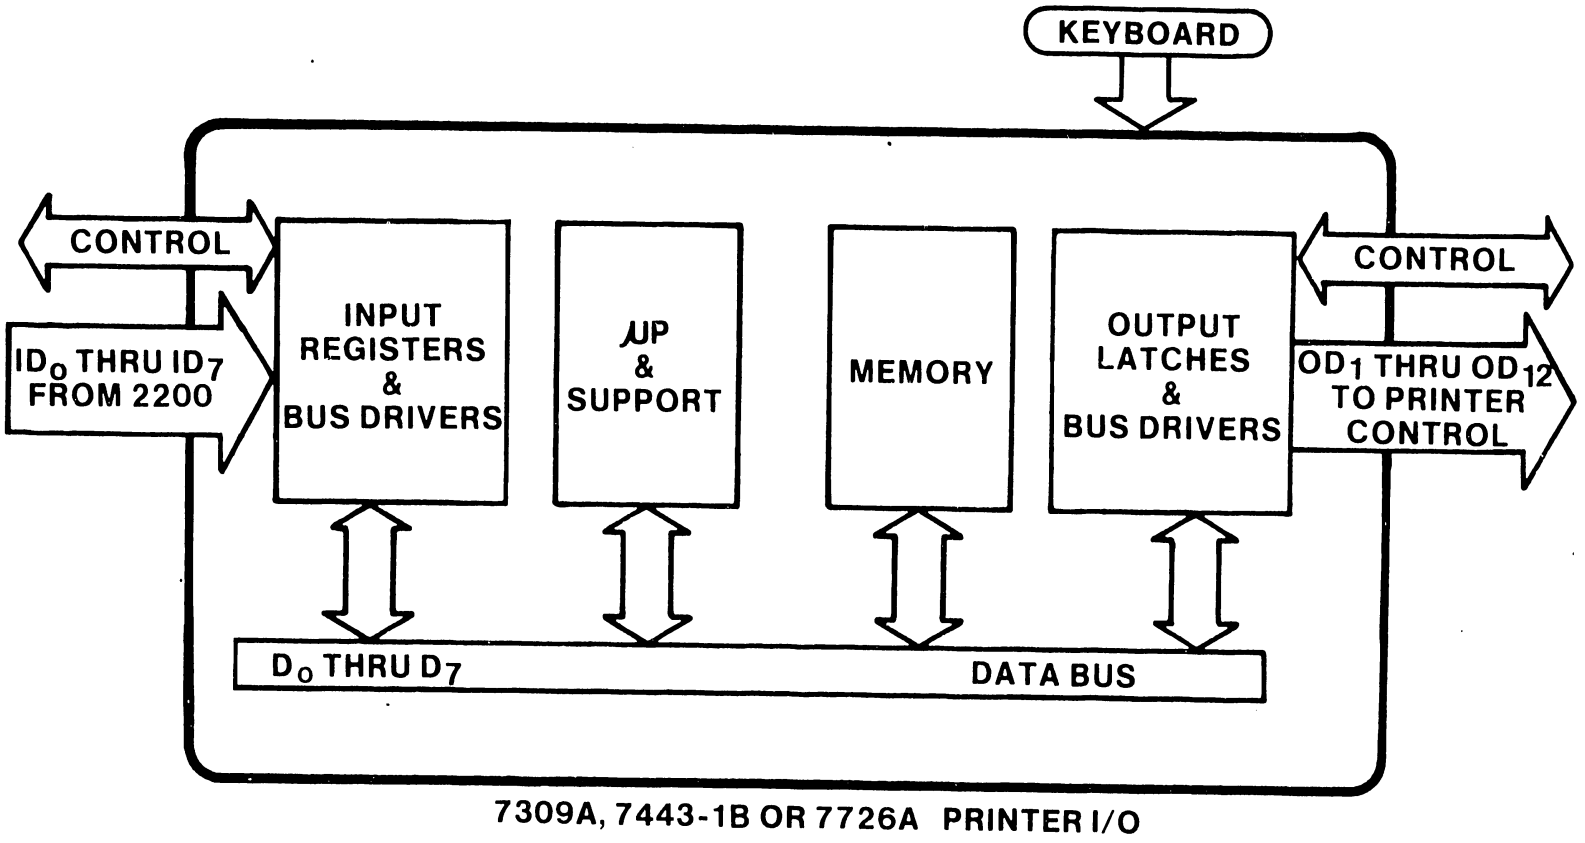 KEYBOARD
CONTROL
ID0 THRU ID7
FROM 2200
INPUT
REGISTERS
&
BUS DRIVERS
μP
&
SUPPORT
MEMORY
OUTPUT
LATCHES
&
BUS DRIVERS
CONTROL
OD1 THRU OD12
TO PRINTER
CONTROL
D0 THRU D7
DATA BUS
7309A, 7443-1B OR 7726A PRINTER I/O